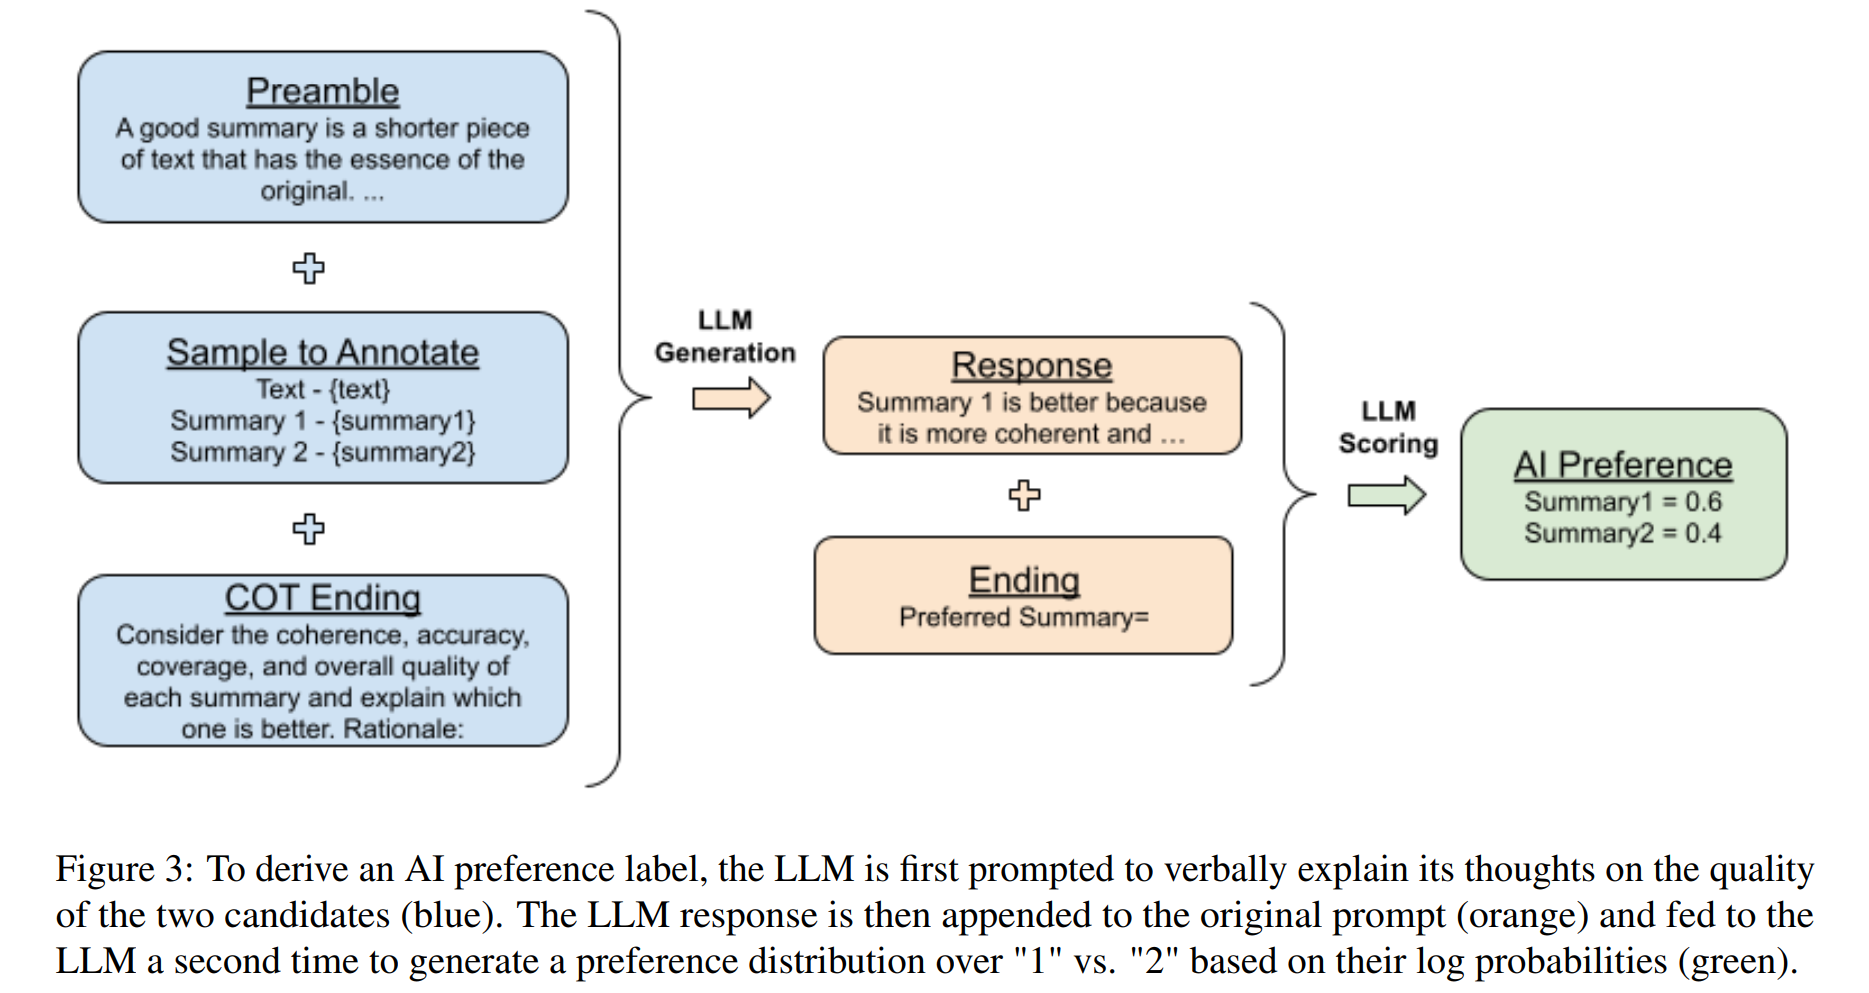 Preamble
A good summary is a shorter piece
of text that has the essence of the
original. ...
Sample to Annotate
Text - {text}
Summary 1 - {summary1}
Summary 2 - {summary2}
COT Ending
Consider the coherence, accuracy,
coverage, and overall quality of
each summary and explain which
one is better. Rationale:
LLM
Generation
Response
Summary 1 is better because
it is more coherent and ...
Ending
Preferred Summary=
LLM
Scoring
AI Preference
Summary1 = 0.6
Summary2 = 0.4
Figure 3: To derive an AI preference label, the LLM is first prompted to verbally explain its thoughts on the quality
of the two candidates (blue). The LLM response is then appended to the original prompt (orange) and fed to the
LLM a second time to generate a preference distribution over "1" vs. "2" based on their log probabilities (green).